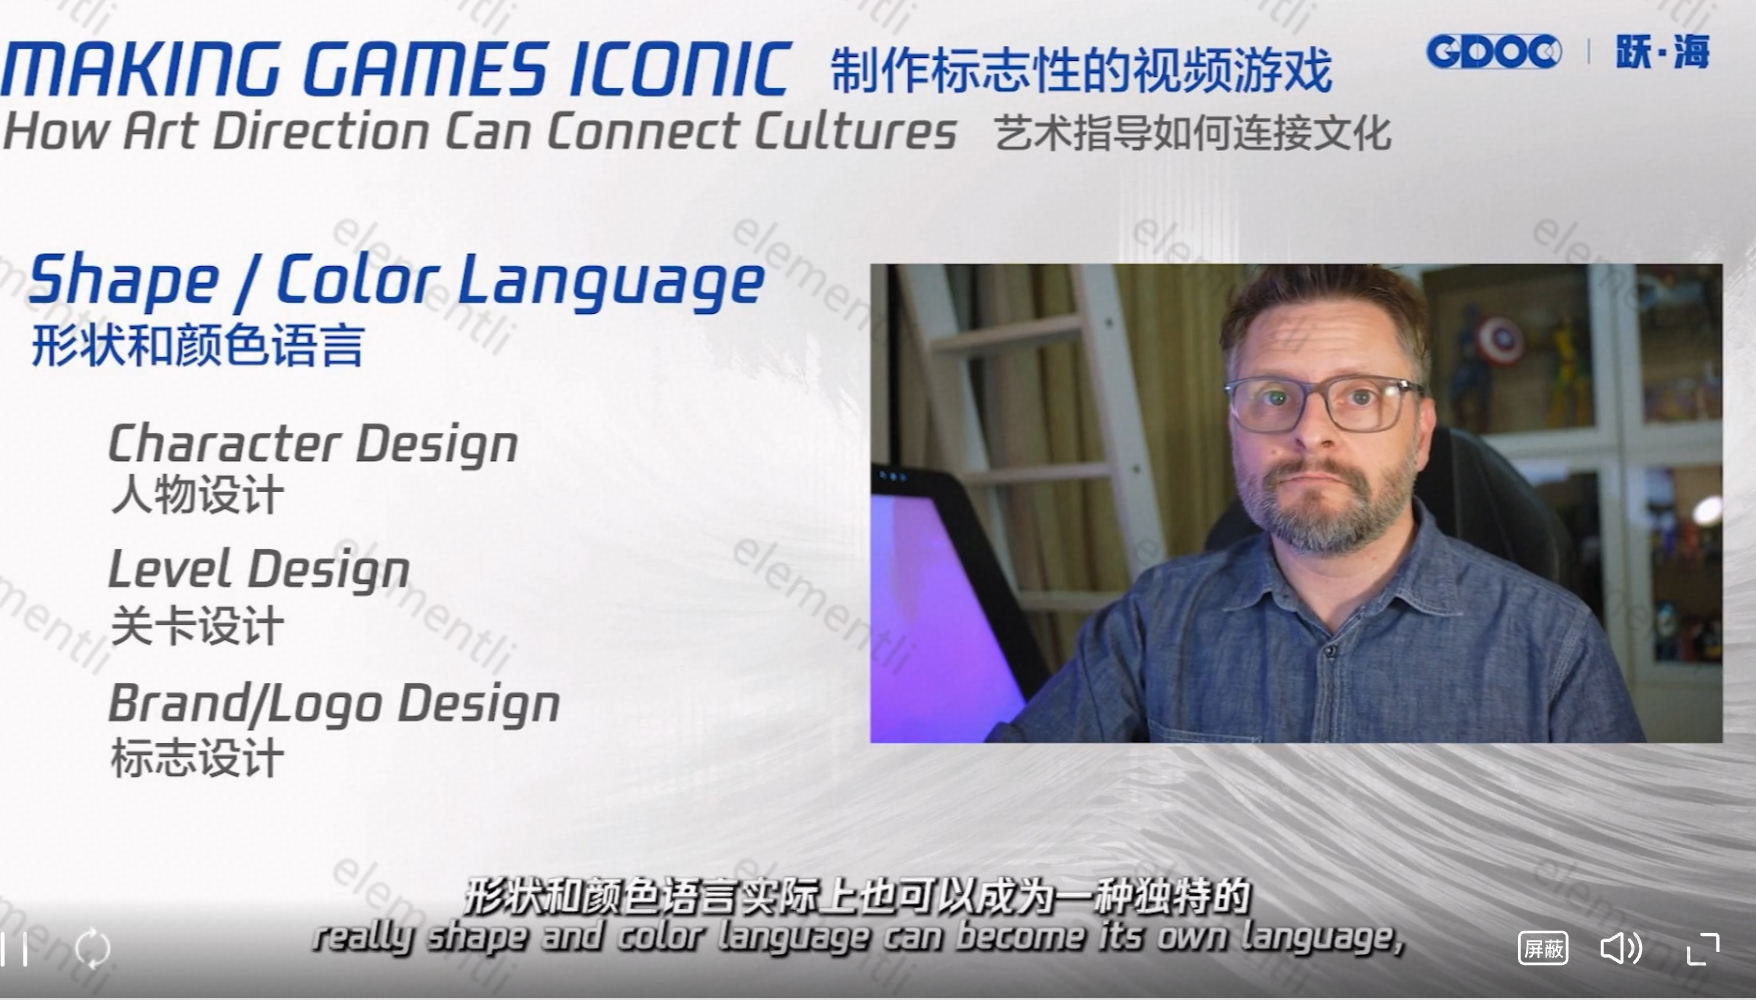 MAKING GAMES ICONIC 制作标志性的视频游戏
GDOC | 跃·海
How Art Direction Can Connect Cultures 艺术指导如何连接文化
Shape / Color Language
形状和颜色语言
Character Design
人物设计
Level Design
关卡设计
Brand/Logo Design
标志设计
形状和颜色语言实际上也可以成为一种独特的
really shape and color language can become its own language,
屏蔽
elementli